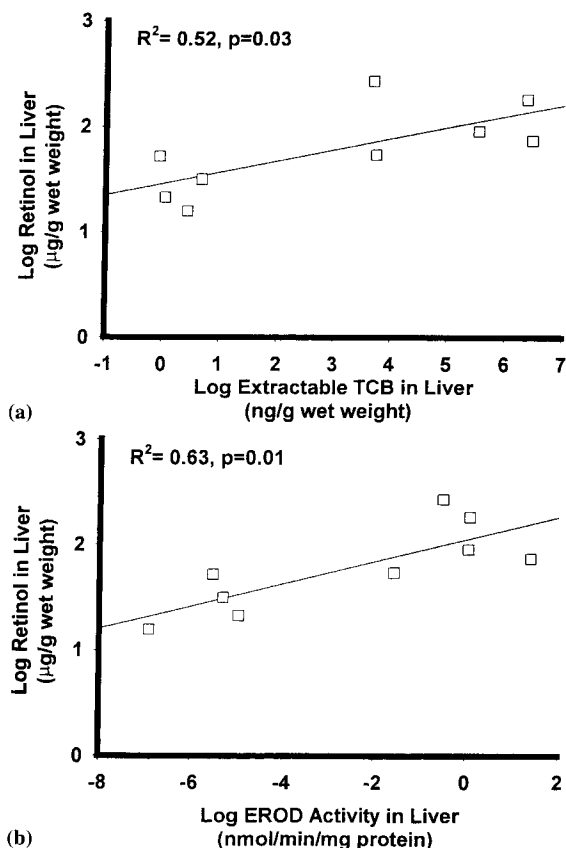 R²= 0.52, p=0.03
Log Retinol in Liver
(µg/g wet weight)
3
2
1
0
-1 0 1 2 3 4 5 6 7
Log Extractable TCB in Liver
(ng/g wet weight)
(a)
R²= 0.63, p=0.01
Log Retinol in Liver
(µg/g wet weight)
3
2
1
0
-8 -6 -4 -2 0 2
Log EROD Activity in Liver
(nmol/min/mg protein)
(b)